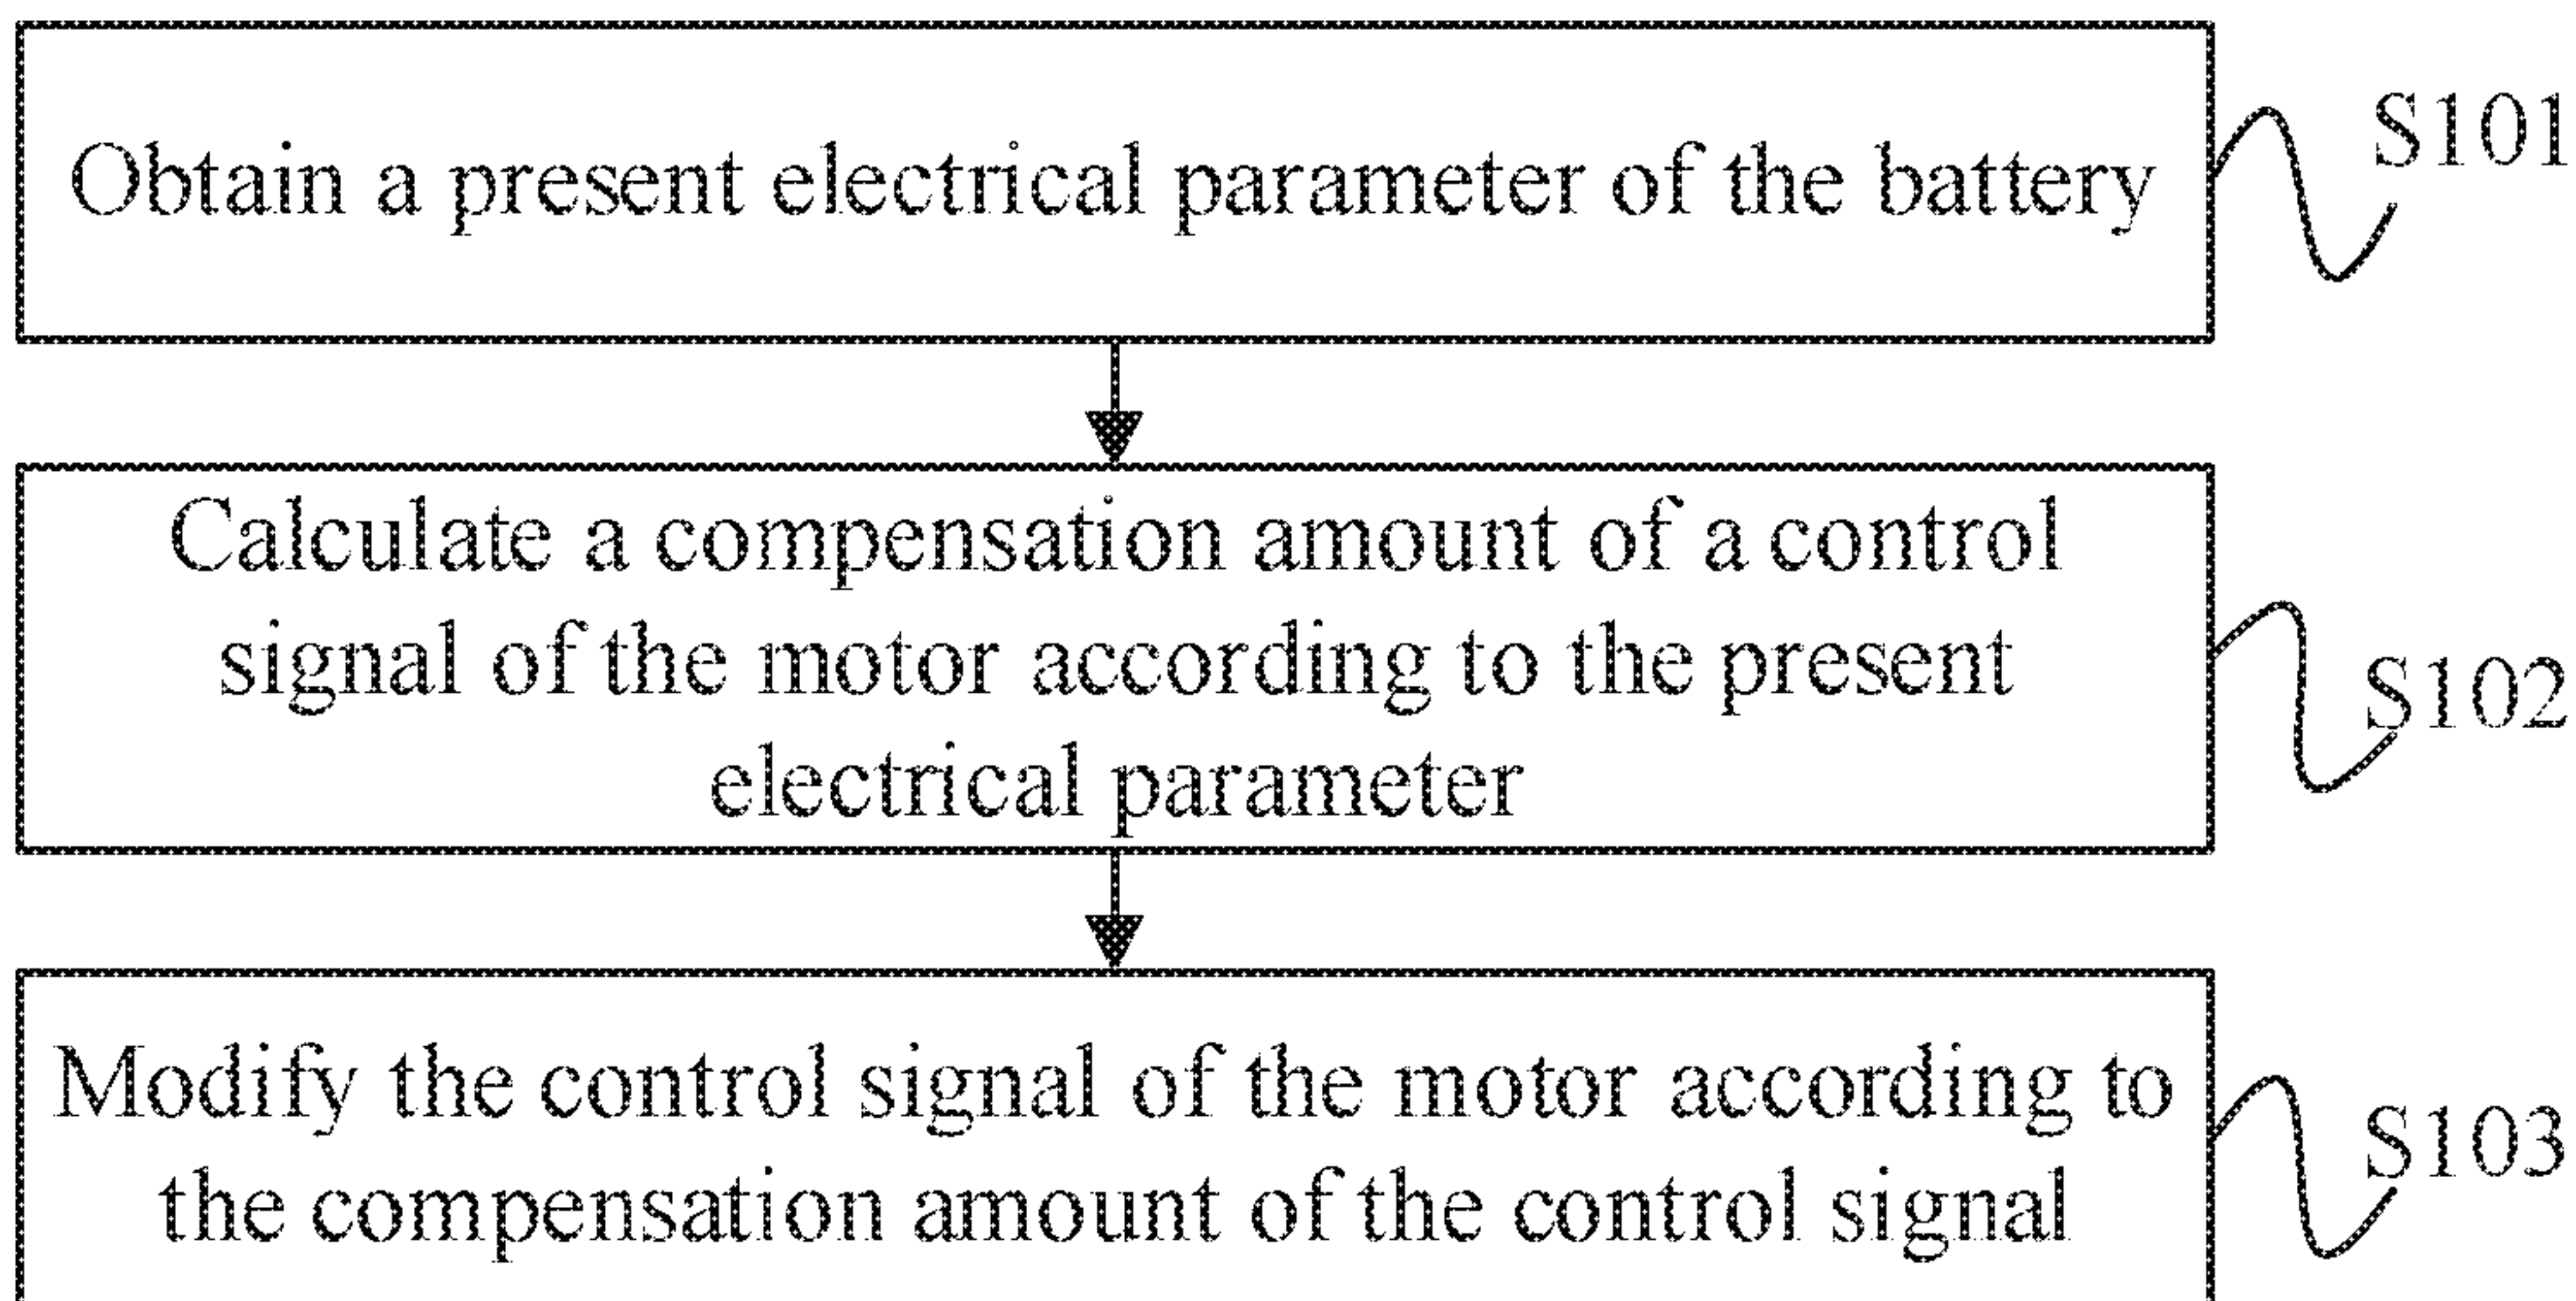 Obtain a present electrical parameter of the battery
S101
Calculate a compensation amount of a control
signal of the motor according to the present
electrical parameter
S102
Modify the control signal of the motor according to
the compensation amount of the control signal
S103